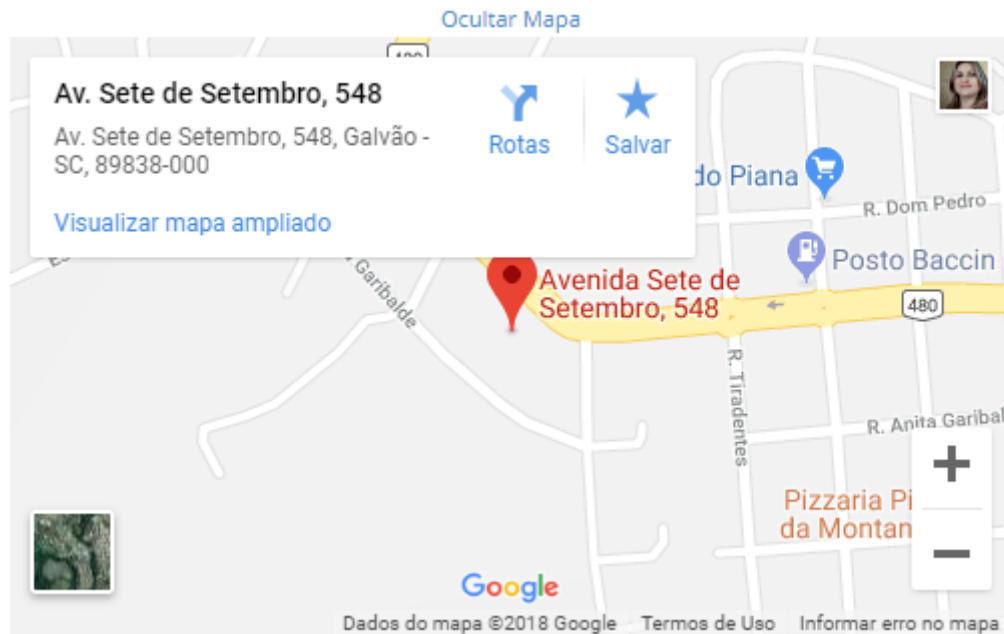 Ocultar Mapa
Av. Sete de Setembro, 548
Av. Sete de Setembro, 548, Galvão -
SC, 89838-000
Rotas
Salvar
Visualizar mapa ampliado
do Piana
R. Dom Pedro
Posto Baccin
Avenida Sete de
Setembro, 548
480
Garibalde
R. Tiradentes
R. Anita Garibal
Pizzaria Pi
da Montan
Google
Dados do mapa ©2018 Google Termos de Uso Informar erro no mapa